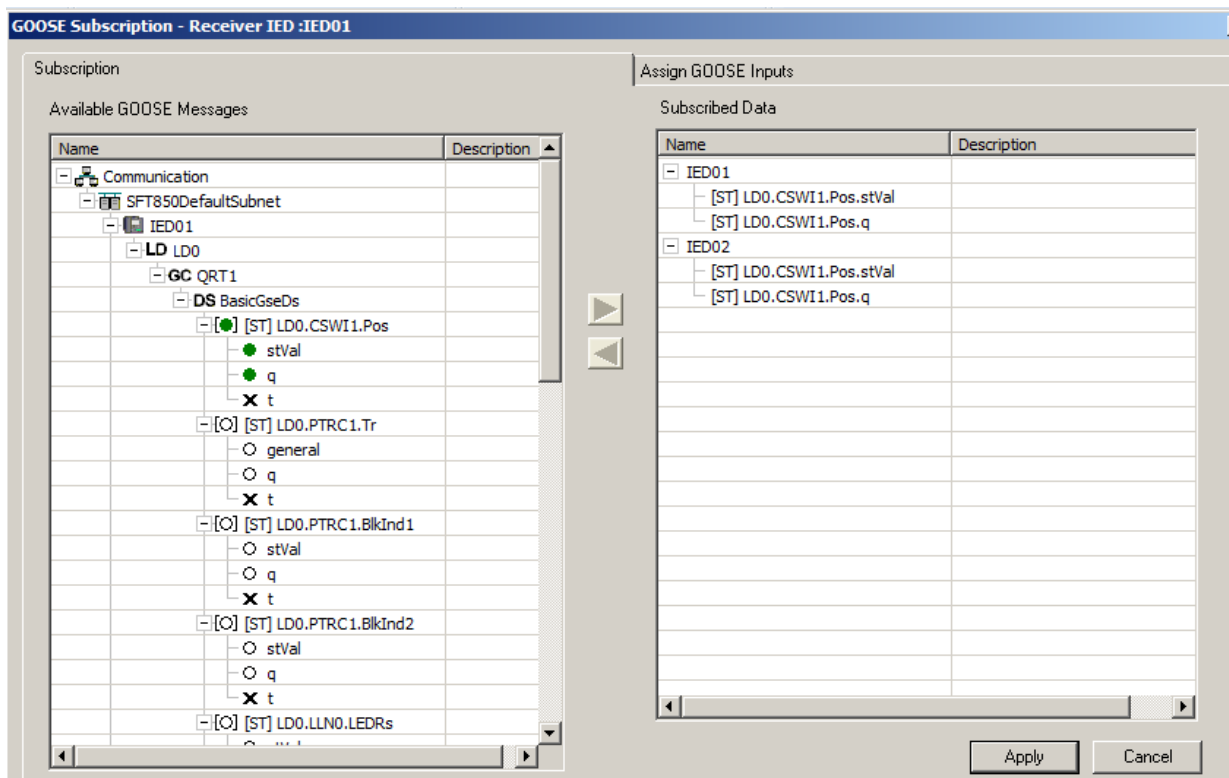 GOOSE Subscription - Receiver IED :IED01
Subscription
Assign GOOSE Inputs
Available GOOSE Messages
Subscribed Data
Name Description
Communication
SFT850DefaultSubnet
IED01
LD LD0
GC QRT1
DS BasicGseDs
[ST] LD0.CSWI1.Pos
stVal
q
t
[ST] LD0.PTRC1.Tr
general
q
t
[ST] LD0.PTRC1.BlkInd1
stVal
q
t
[ST] LD0.PTRC1.BlkInd2
stVal
q
t
[ST] LD0.LLN0.LEDRs
Name Description
IED01
[ST] LD0.CSWI1.Pos.stVal
[ST] LD0.CSWI1.Pos.q
IED02
[ST] LD0.CSWI1.Pos.stVal
[ST] LD0.CSWI1.Pos.q
Apply Cancel